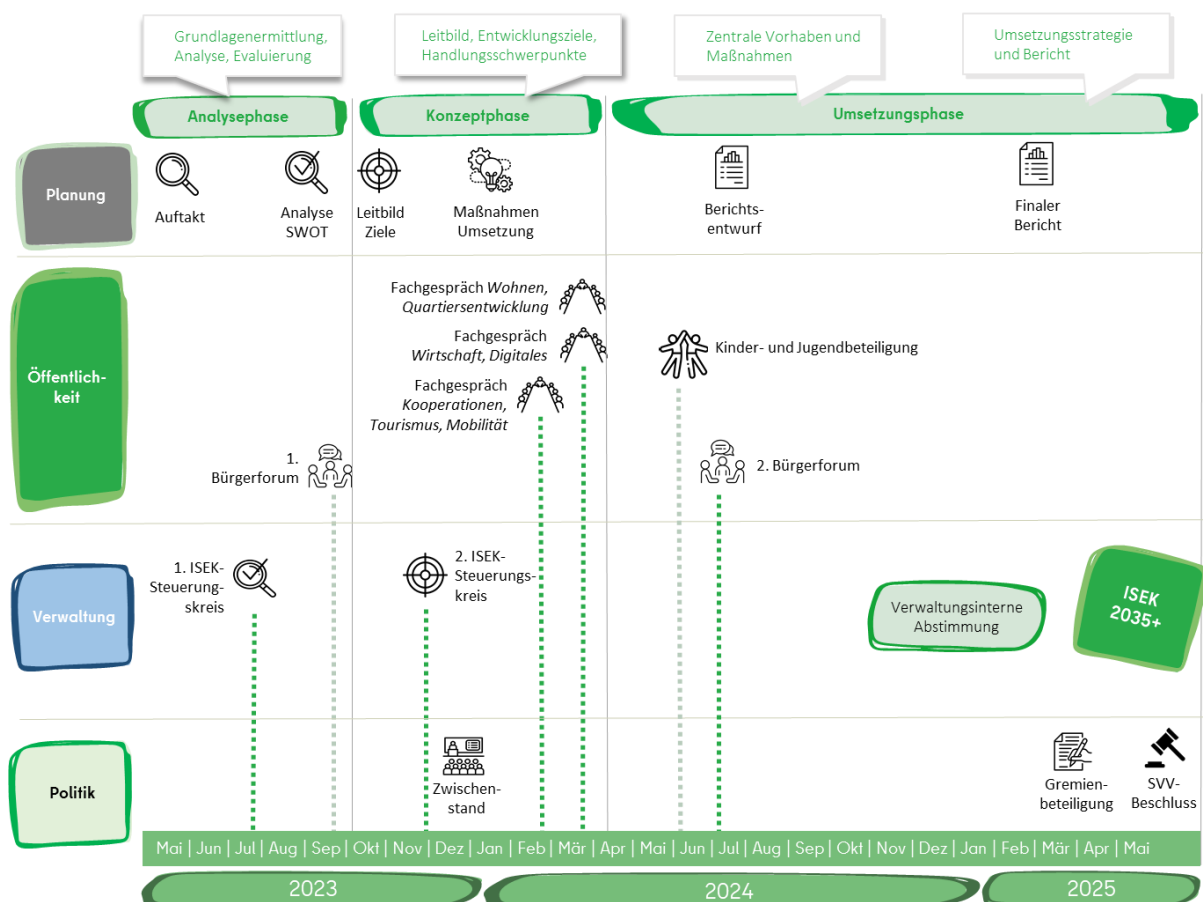 Grundlagenermittlung,
Analyse, Evaluierung
Leitbild, Entwicklungsziele,
Handlungsschwerpunkte
Zentrale Vorhaben und
Maßnahmen
Umsetzungsstrategie
und Bericht
Analysephase
Konzeptphase
Umsetzungsphase
Planung
Auftakt
Analyse
SWOT
Leitbild
Ziele
Maßnahmen
Umsetzung
Berichts-
entwurf
Finaler
Bericht
Öffentlich-
keit
Fachgespräch Wohnen,
Quartiersentwicklung
Fachgespräch
Wirtschaft, Digitales
Fachgespräch
Kooperationen,
Tourismus, Mobilität
Kinder- und Jugendbeteiligung
1.
Bürgerforum
2. Bürgerforum
Verwaltung
1. ISEK-
Steuerung-
skreis
2. ISEK-
Steuerungs-
kreis
Verwaltungsinterne
Abstimmung
ISEK
2035+
Politik
Zwischen-
stand
Gremien-
beteiligung
SVV-
Beschluss
Mai | Jun | Jul | Aug | Sep | Okt | Nov | Dez | Jan | Feb | Mär | Apr | Mai | Jun | Jul | Aug | Sep | Okt | Nov | Dez | Jan | Feb | Mär | Apr | Mai
2023
2024
2025